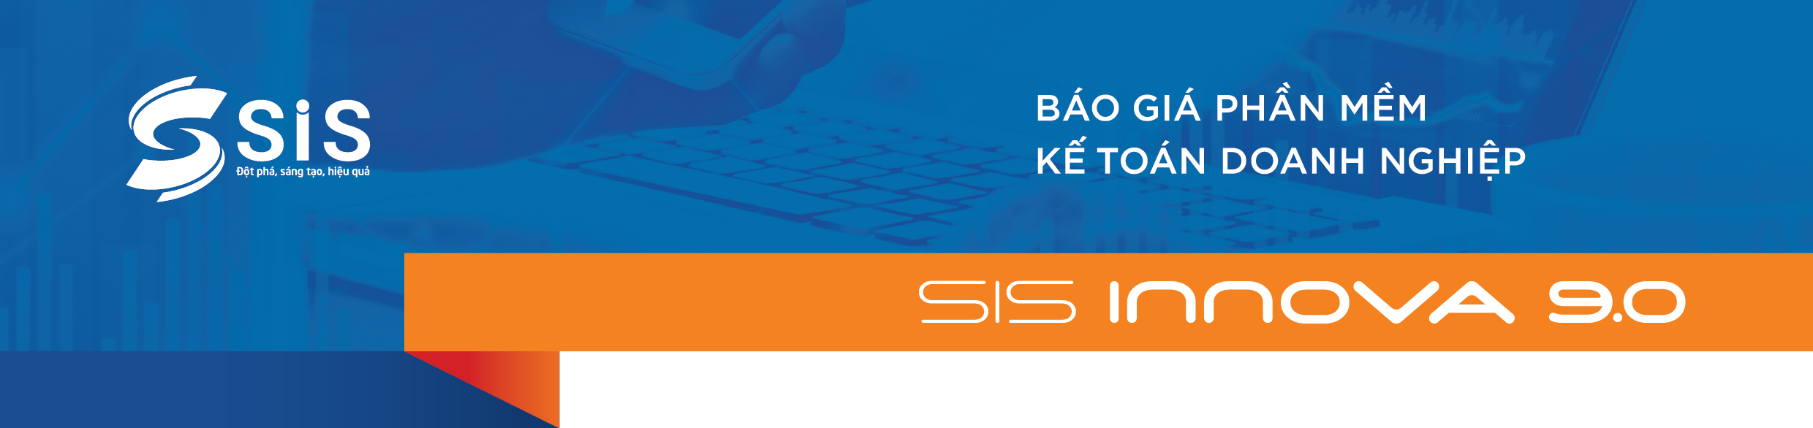 SiS
Đột phá, sáng tạo, hiệu quả
BÁO GIÁ PHẦN MỀM
KẾ TOÁN DOANH NGHIỆP
SIS INNOVA 9.0